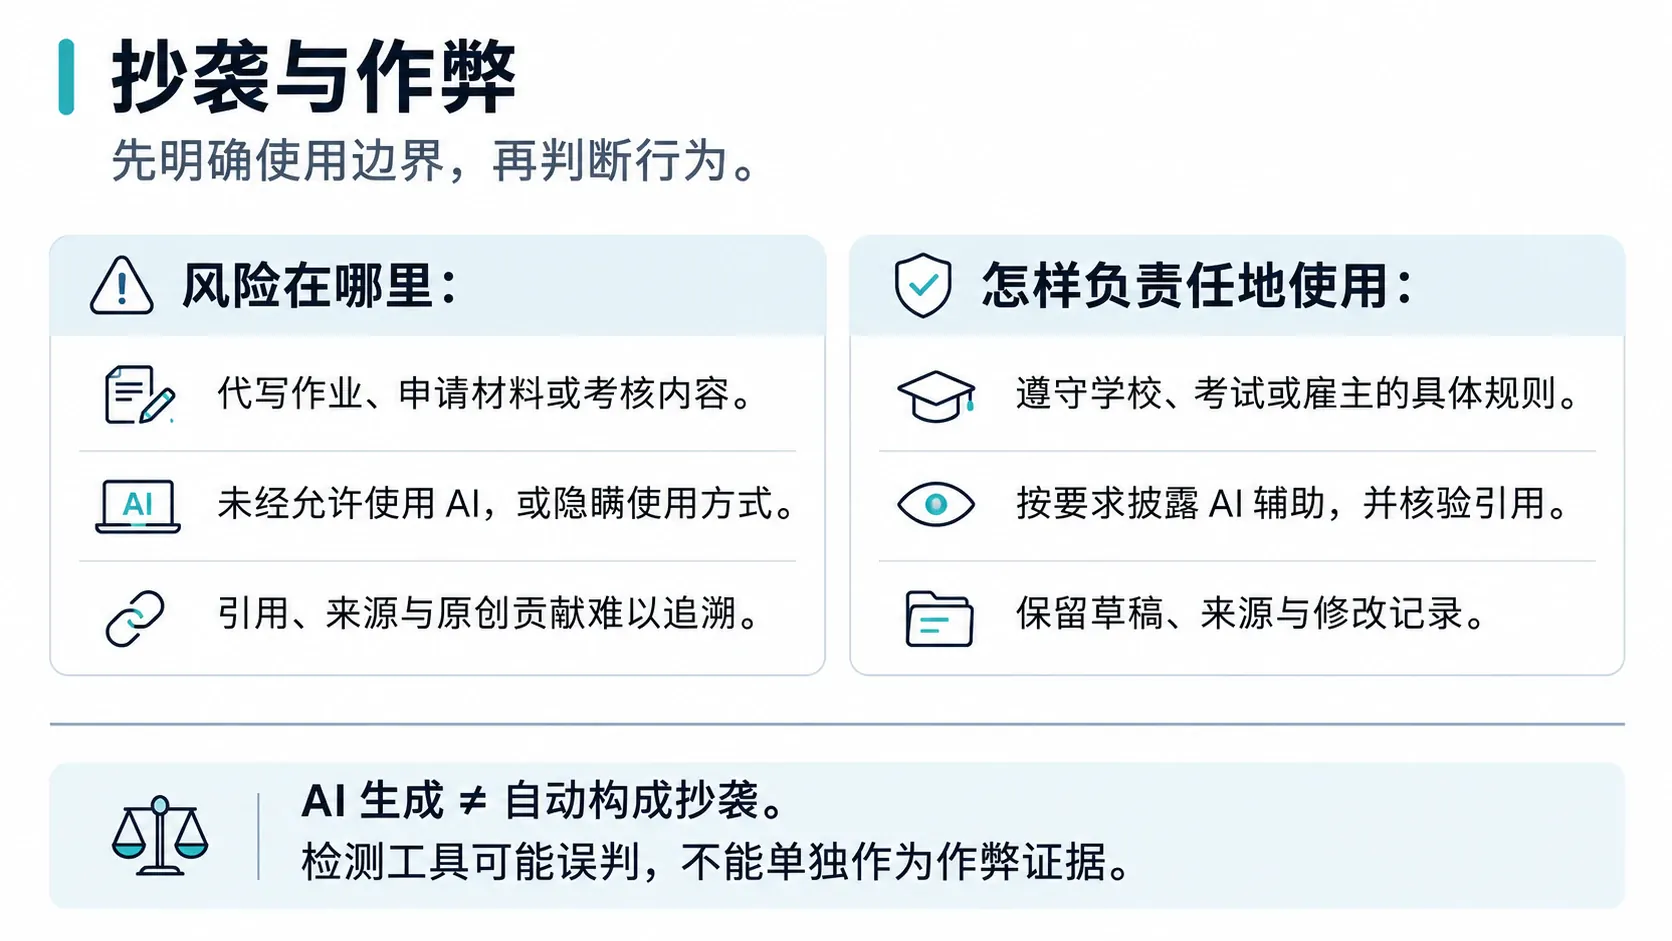 抄袭与作弊
先明确使用边界，再判断行为。
风险在哪里：
代写作业、申请材料或考核内容。
AI
未经允许使用 AI，或隐瞒使用方式。
引用、来源与原创贡献难以追溯。
怎样负责任地使用：
遵守学校、考试或雇主的具体规则。
按要求披露 AI 辅助，并核验引用。
保留草稿、来源与修改记录。
AI 生成 ≠ 自动构成抄袭。
检测工具可能误判，不能单独作为作弊证据。